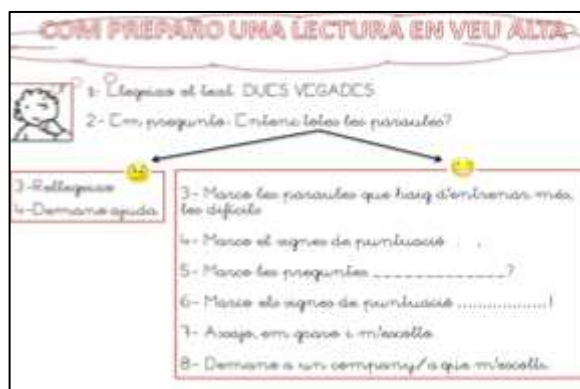 COM PREPARO UNA LECTURA EN VEU ALTA
1- Llegeixo el text DUES VEGADES
2- Em pregunto: Entenc totes les paraules?
3-Rellegeixo
4-Demano ajuda
3- Marco les paraules que haig d'entrenar més,
les difícils
4- Marco el signes de puntuació . ,
5- Marco les preguntes _______________?
6- Marco els signes de puntuació ..................!
7- Assajo, em gravo i m'escolto.
8- Demano a un company/a que m'escolti.